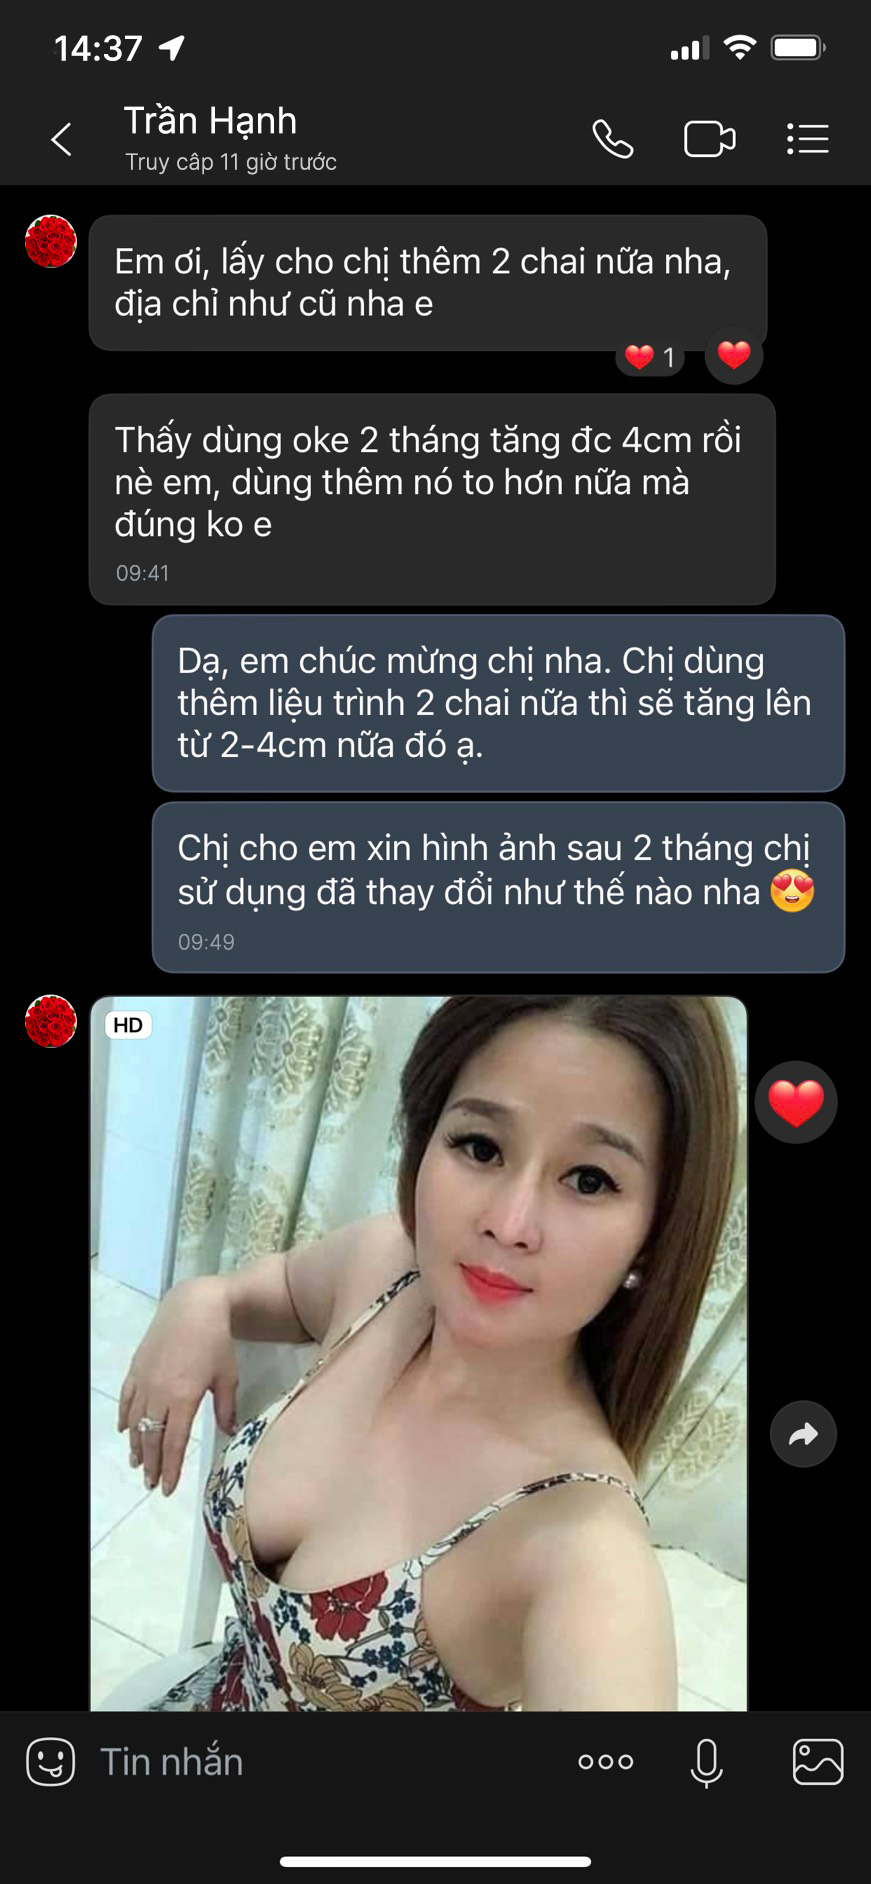 14:37
Trần Hạnh
Truy cập 11 giờ trước
Em ơi, lấy cho chị thêm 2 chai nữa nha,
địa chỉ như cũ nha e
1
Thấy dùng oke 2 tháng tăng đc 4cm rồi
nè em, dùng thêm nó to hơn nữa mà
đúng ko e
09:41
Dạ, em chúc mừng chị nha. Chị dùng
thêm liệu trình 2 chai nữa thì sẽ tăng lên
từ 2-4cm nữa đó ạ.
Chị cho em xin hình ảnh sau 2 tháng chị
sử dụng đã thay đổi như thế nào nha 😍
09:49
HD
Tin nhắn